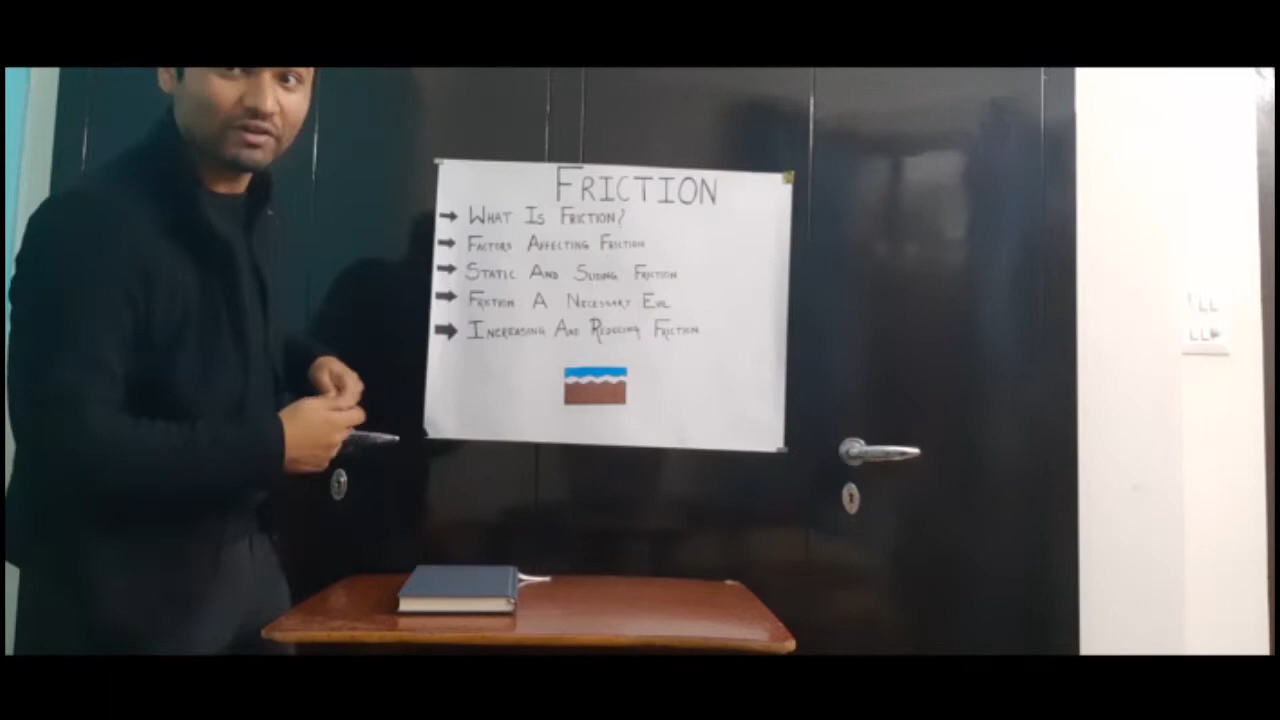 FRICTION
WHAT IS FRICTION?
FACTORS AFFECTING FRICTION
STATIC AND SLIDING FRICTION
FRICTION: A NECESSARY EVIL
INCREASING AND REDUCING FRICTION